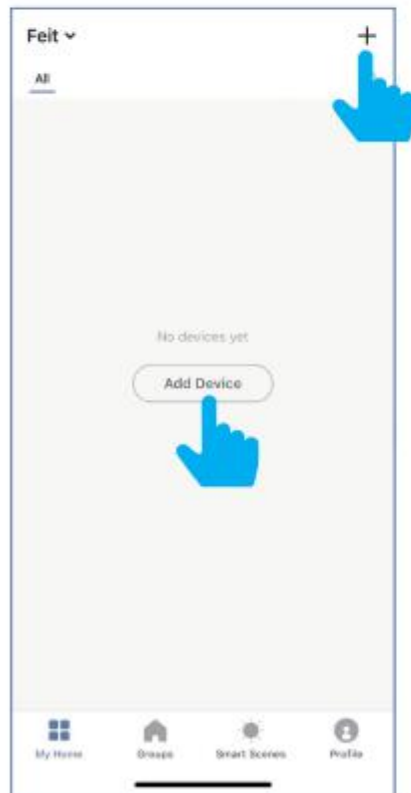 Feit
All
No devices yet
Add Device
My Home Groups Smart Scenes Profile